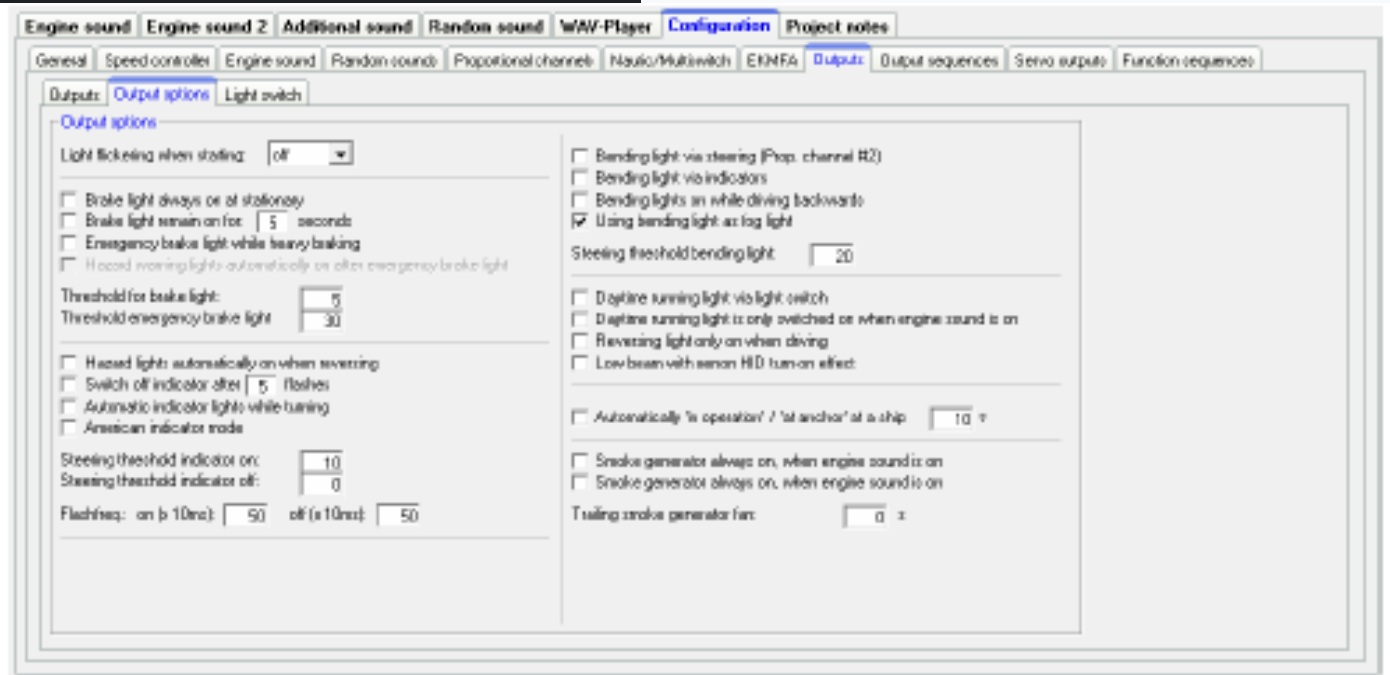 Engine sound Engine sound 2 Additional sound Random sound WAV-Player Configuration Project notes
General Speed controller Engine sound Random sounds Proportional channels Nautic/Multiswitch EKMFA Outputs Output sequences Servo outputs Function sequences
Outputs Output options Light switch
Output options
Light flickering when starting: off
Brake light always on at stationary
Brake light remain on for: 5 seconds
Emergency brake light while heavy braking
Hazard warning lights automatically on after emergency brake light
Threshold for brake light: 5
Threshold emergency brake light 30
Hazard lights automatically on when reversing
Switch off indicator after 5 flashes
Automatic indicator lights while turning
American indicator mode
Steering threshold indicator on: 10
Steering threshold indicator off: 0
Flashfreq.: on (x 10ms): 50 off (x 10ms): 50
Bending light via steering (Prop. channel #2)
Bending light via indicators
Bending lights on while driving backwards
Using bending light as fog light
Steering threshold bending light 20
Daytime running light via light switch
Daytime running light is only switched on when engine sound is on
Reversing light only on when driving
Low beam with xenon HID turn-on effect
Automatically 'in operation' / 'at anchor' at a ship 10 s
Smoke generator always on, when engine sound is on
Smoke generator always on, when engine sound is on
Trailing smoke generator fan: 0 s